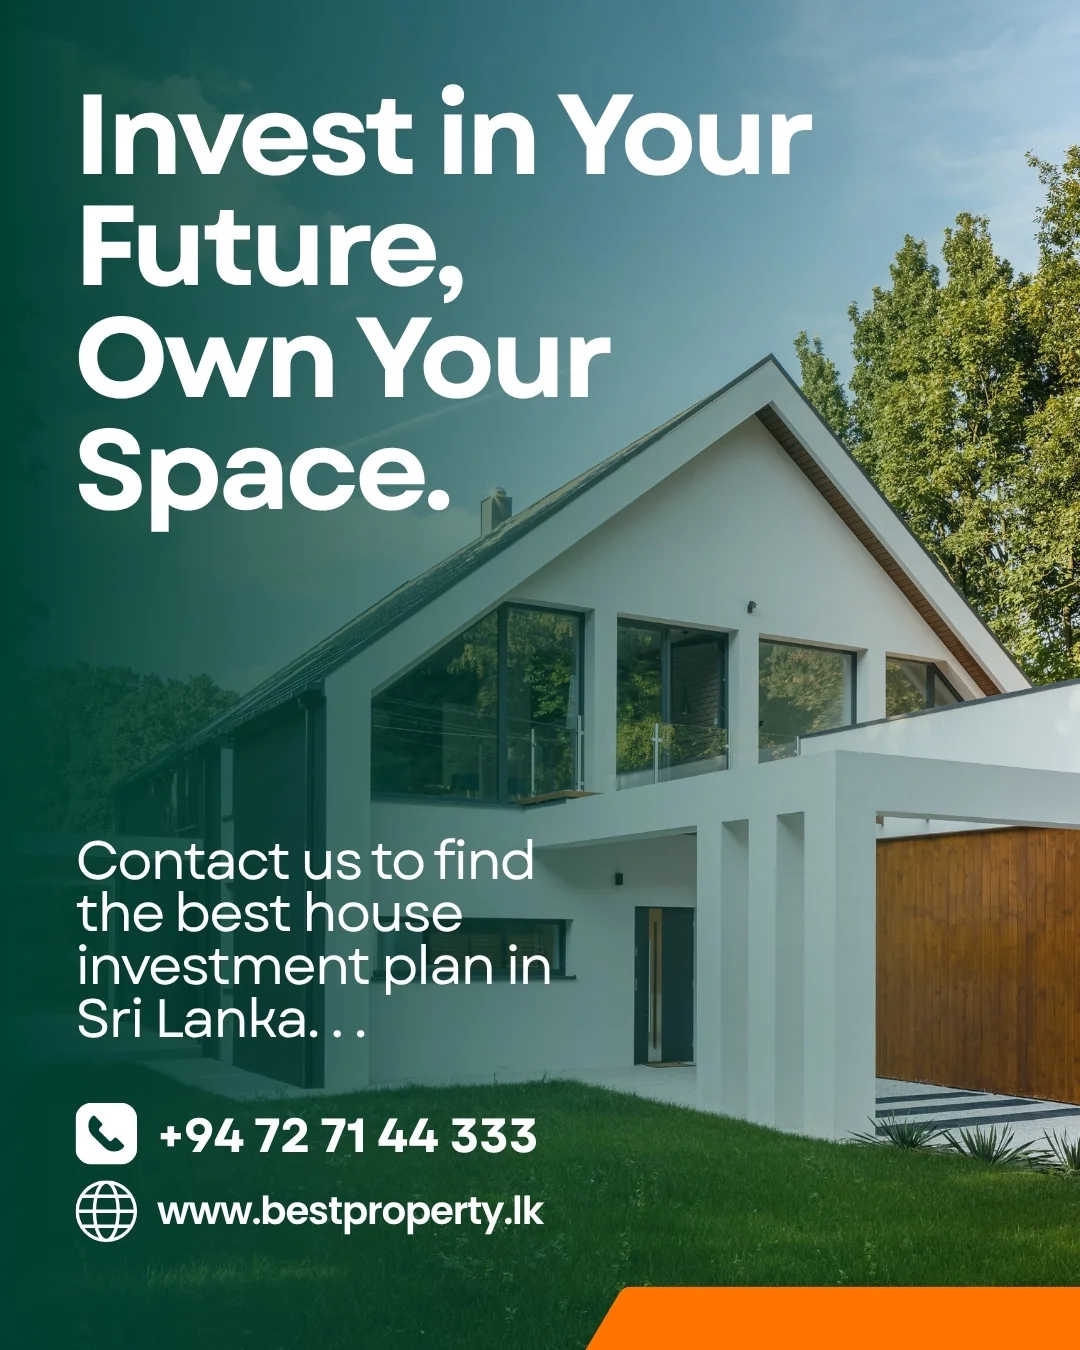 Invest in Your
Future,
Own Your
Space.
Contact us to find
the best house
investment plan in
Sri Lanka. . .
+94 72 71 44 333
www.bestproperty.lk